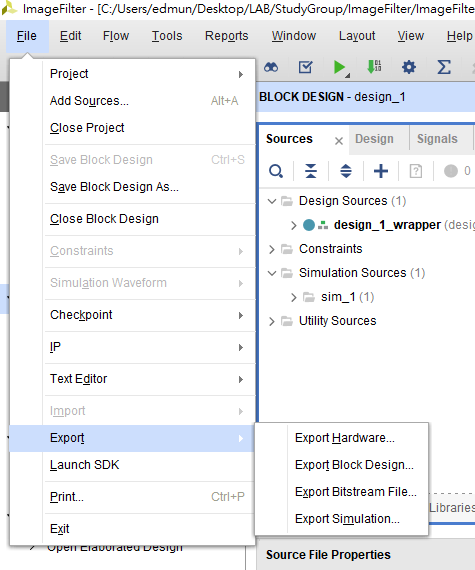 ImageFilter - [C:/Users/edmun/Desktop/LAB/StudyGroup/ImageFilter/ImageFilter
File Edit Flow Tools Reports Window Layout View
Project
Add Sources... Alt+A
Close Project
Save Block Design Ctrl+S
Save Block Design As...
Close Block Design
Constraints
Simulation Waveform
Checkpoint
IP
Text Editor
Import
Export
Launch SDK
Print... Ctrl+P
Exit
Open Elaborated Design
Export Hardware...
Export Block Design...
Export Bitstream File...
Export Simulation...
BLOCK DESIGN - design_1
Sources Design Signals
0
Design Sources (1)
design_1_wrapper (desig
Constraints
Simulation Sources (1)
sim_1 (1)
Utility Sources
Libraries
Source File Properties